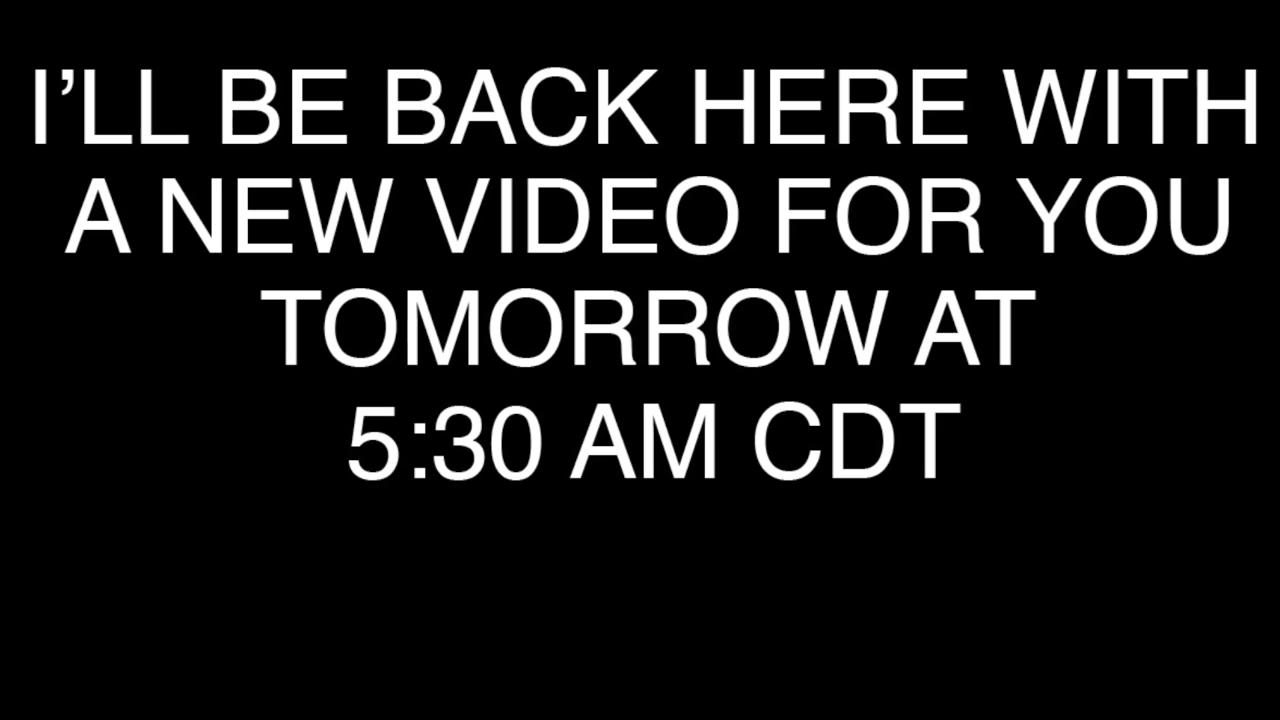 I’LL BE BACK HERE WITH
A NEW VIDEO FOR YOU
TOMORROW AT
5:30 AM CDT